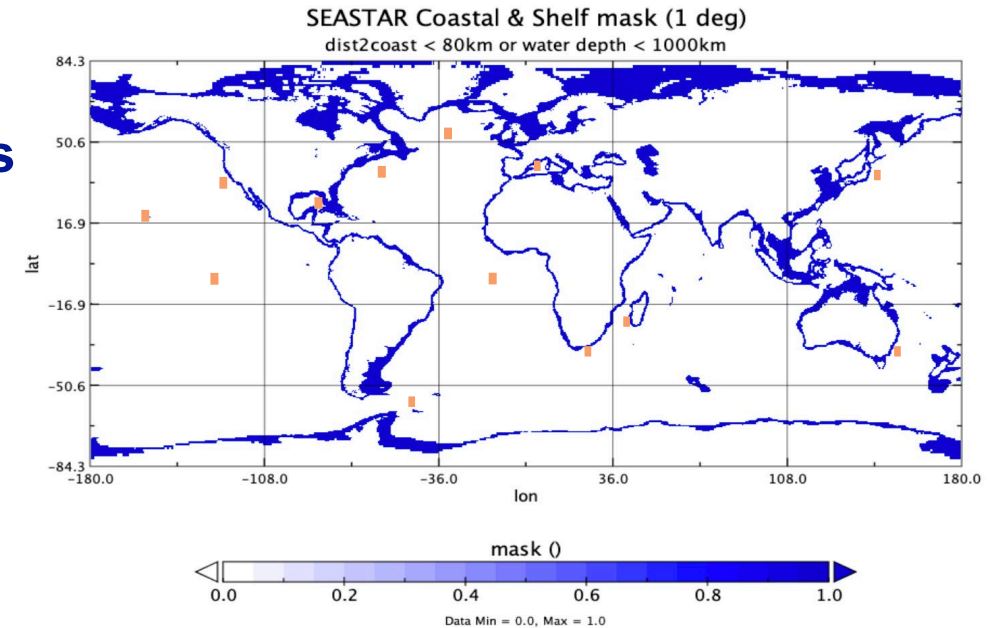 SEASTAR Coastal & Shelf mask (1 deg)
dist2coast < 80km or water depth < 1000km
84.3
50.6
s
16.9
lat
-16.9
-50.6
-84.3
-180.0 -108.0 -36.0 36.0 108.0 180.0
lon
mask ()
0.0 0.2 0.4 0.6 0.8 1.0
Data Min = 0.0, Max = 1.0